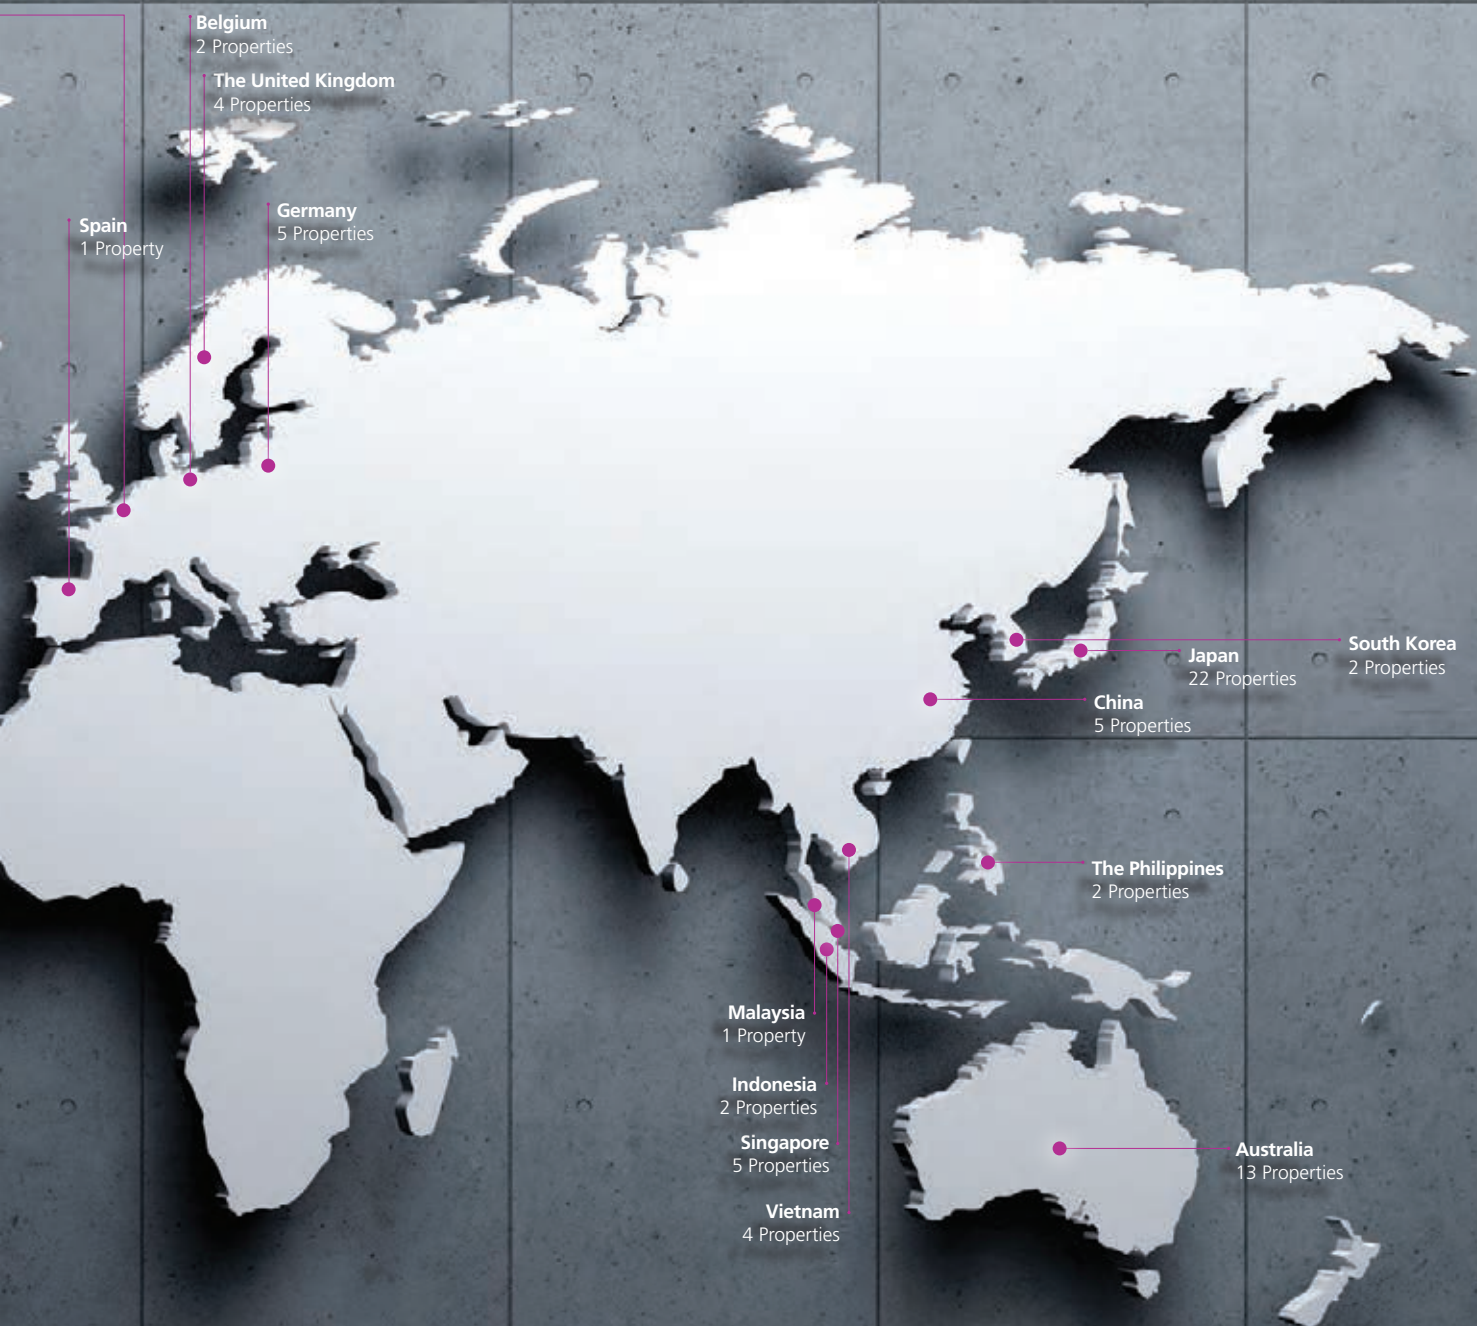 Belgium
2 Properties
The United Kingdom
4 Properties
Germany
5 Properties
Spain
1 Property
South Korea
2 Properties
Japan
22 Properties
China
5 Properties
The Philippines
2 Properties
Malaysia
1 Property
Indonesia
2 Properties
Singapore
5 Properties
Vietnam
4 Properties
Australia
13 Properties